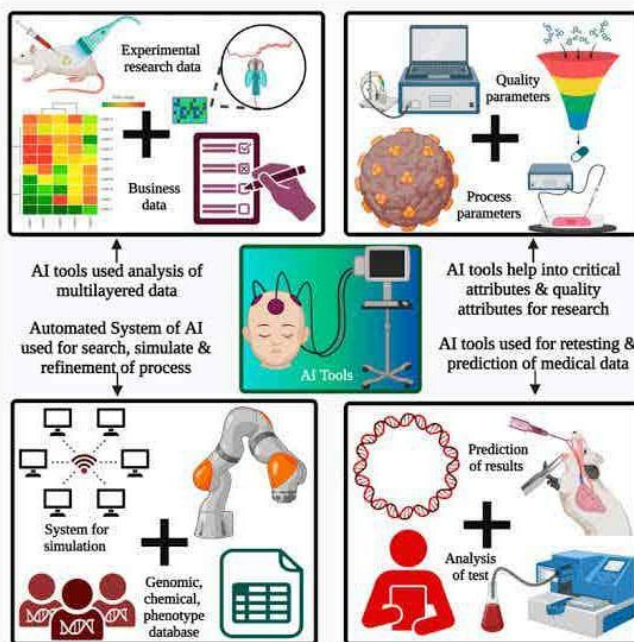 Experimental
research data
Business
data
Quality
parameters
Process
parameters
AI tools used analysis of
multilayered data
Automated System of AI
used for search, simulate &
refinement of process
AI Tools
AI tools help into critical
attributes & quality
attributes for research
AI tools used for retesting &
prediction of medical data
System for
simulation
Genomic,
chemical,
phenotype
database
Prediction
of results
Analysis
of test